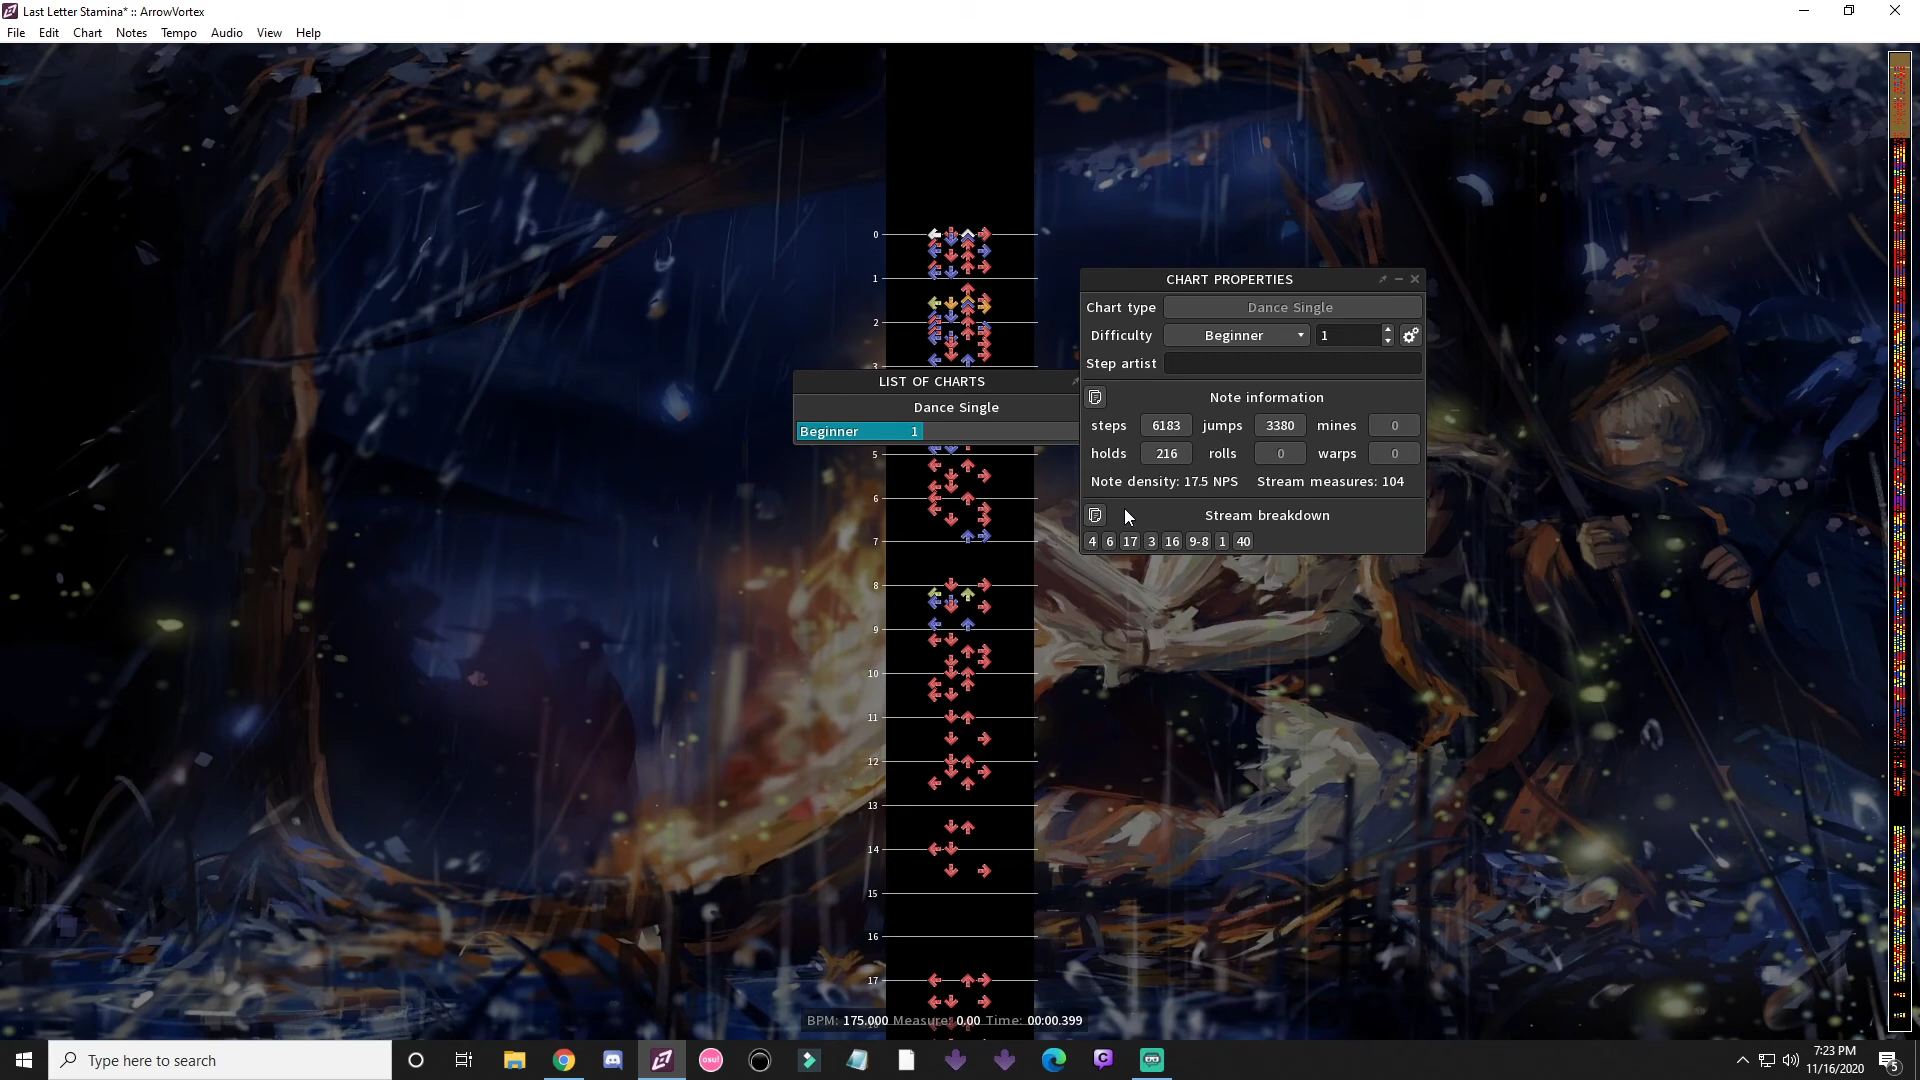 Last Letter Stamina* :: ArrowVortex
File Edit Chart Notes Tempo Audio View Help
0
1
2
3
5
6
7
8
9
10
11
12
13
14
15
16
17
LIST OF CHARTS
Dance Single
Beginner 1
CHART PROPERTIES
Chart type Dance Single
Difficulty Beginner 1
Step artist
Note information
steps 6183 jumps 3380 mines 0
holds 216 rolls 0 warps 0
Note density: 17.5 NPS Stream measures: 104
Stream breakdown
4 6 17 3 16 9-8 1 40
BPM: 175.000 Measure: 0.00 Time: 00:00.399
Type here to search
osu!
C
7:23 PM
11/16/2020
5